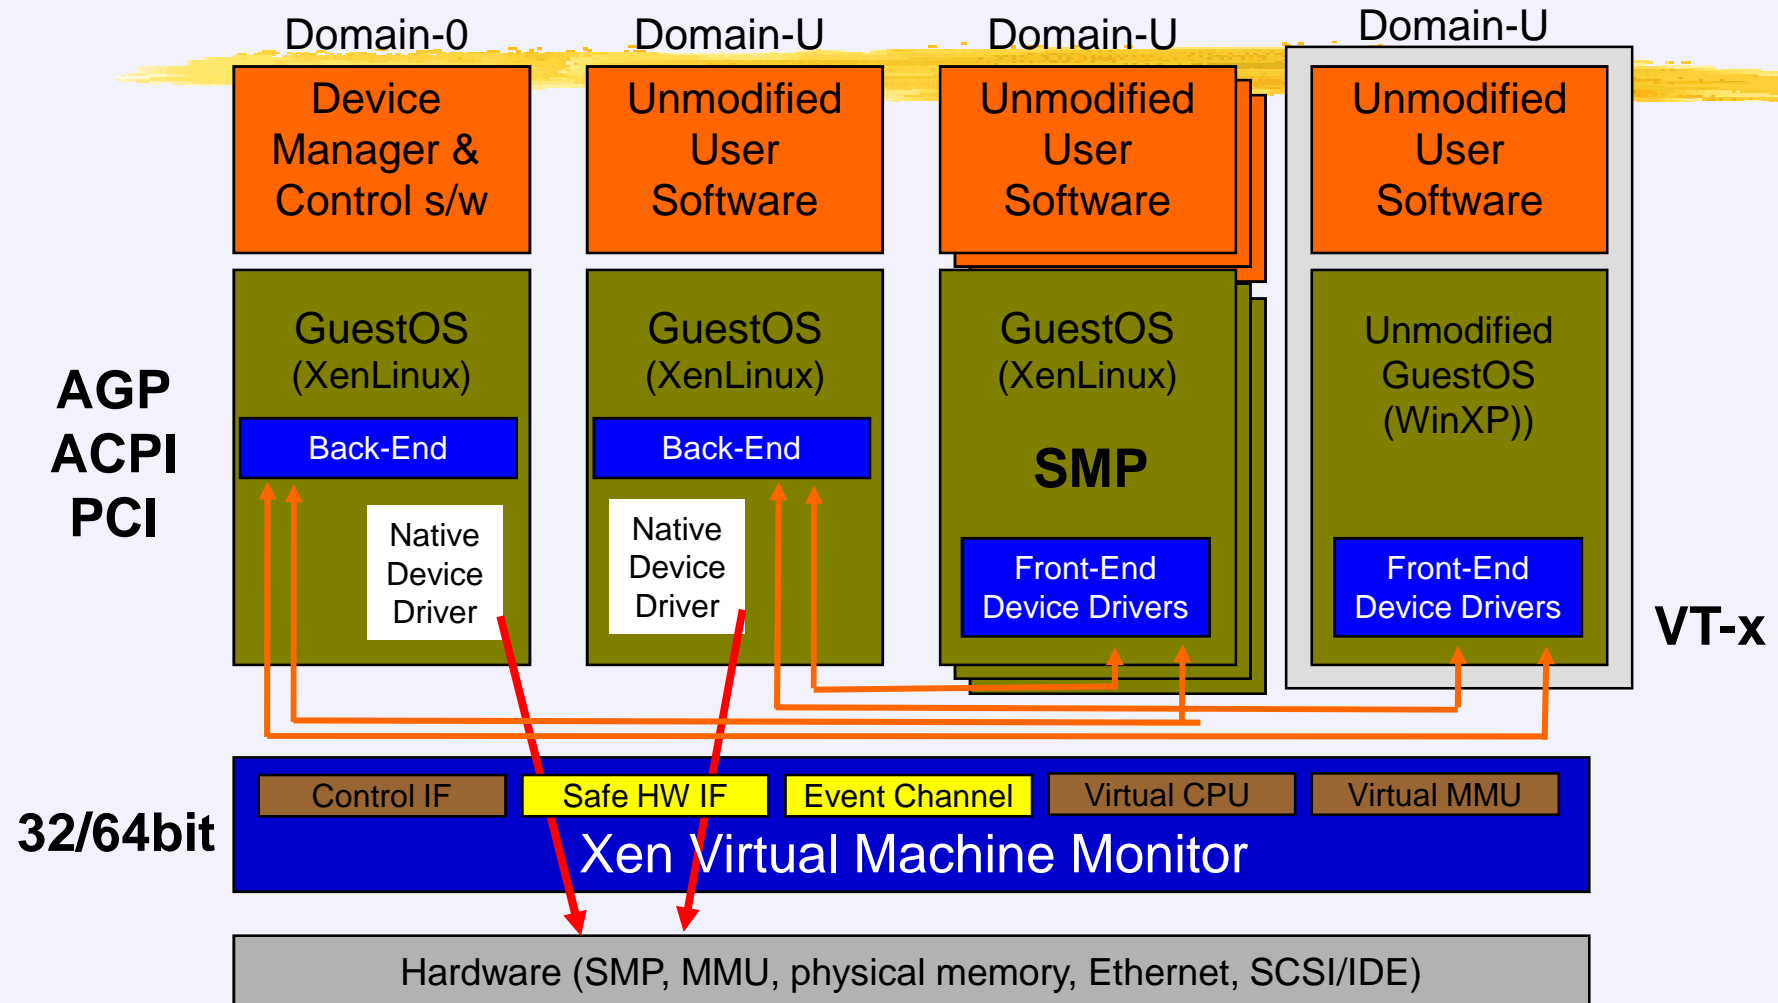 Domain-0
Domain-U
Domain-U
Domain-U
Device
Manager &
Control s/w
Unmodified
User
Software
Unmodified
User
Software
Unmodified
User
Software
AGP
ACPI
PCI
GuestOS
(XenLinux)
Back-End
Native
Device
Driver
GuestOS
(XenLinux)
Back-End
Native
Device
Driver
GuestOS
(XenLinux)
SMP
Front-End
Device Drivers
Unmodified
GuestOS
(WinXP))
Front-End
Device Drivers
VT-x
32/64bit
Control IF
Safe HW IF
Event Channel
Virtual CPU
Virtual MMU
Xen Virtual Machine Monitor
Hardware (SMP, MMU, physical memory, Ethernet, SCSI/IDE)